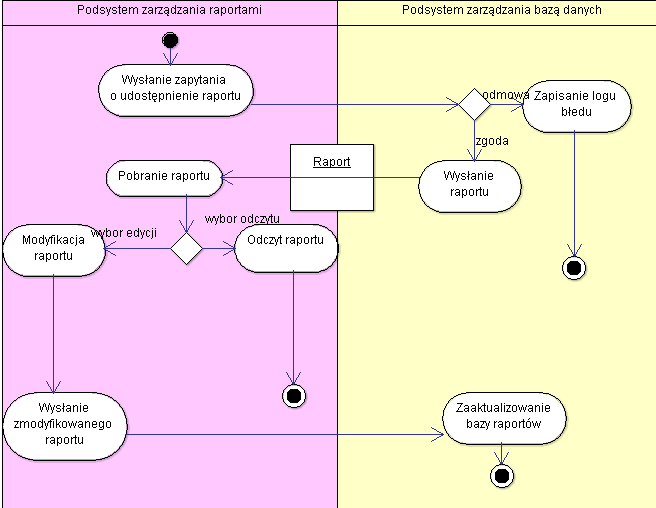 Podsystem zarządzania raportami
Podsystem zarządzania bazą danych
Wysłanie zapytania
o udostępnienie raportu
odmowa
Zapisanie logu
błedu
zgoda
Raport
Pobranie raportu
Wysłanie
raportu
wybor odczytu
wybor edycji
Modyfikacja
raportu
Odczyt raportu
Wysłanie
zmodyfikowanego
raportu
Zaaktualizowanie
bazy raportów